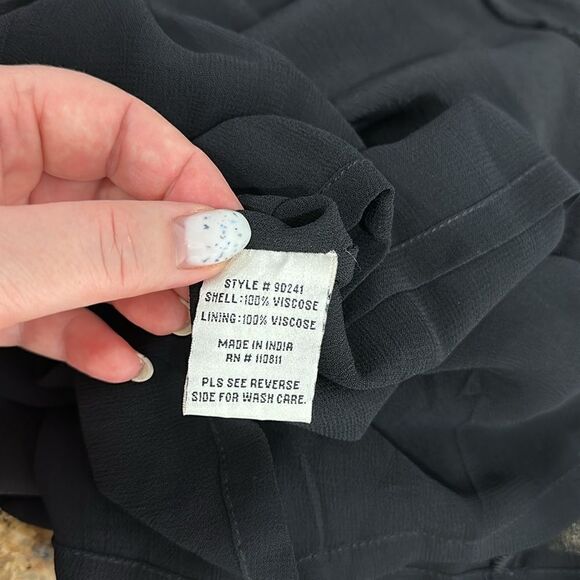 STYLE # 9D241
SHELL:100% VISCOSE
LINING:100% VISCOSE
MADE IN INDIA
RN # 110811
PLS SEE REVERSE
SIDE FOR WASH CARE.